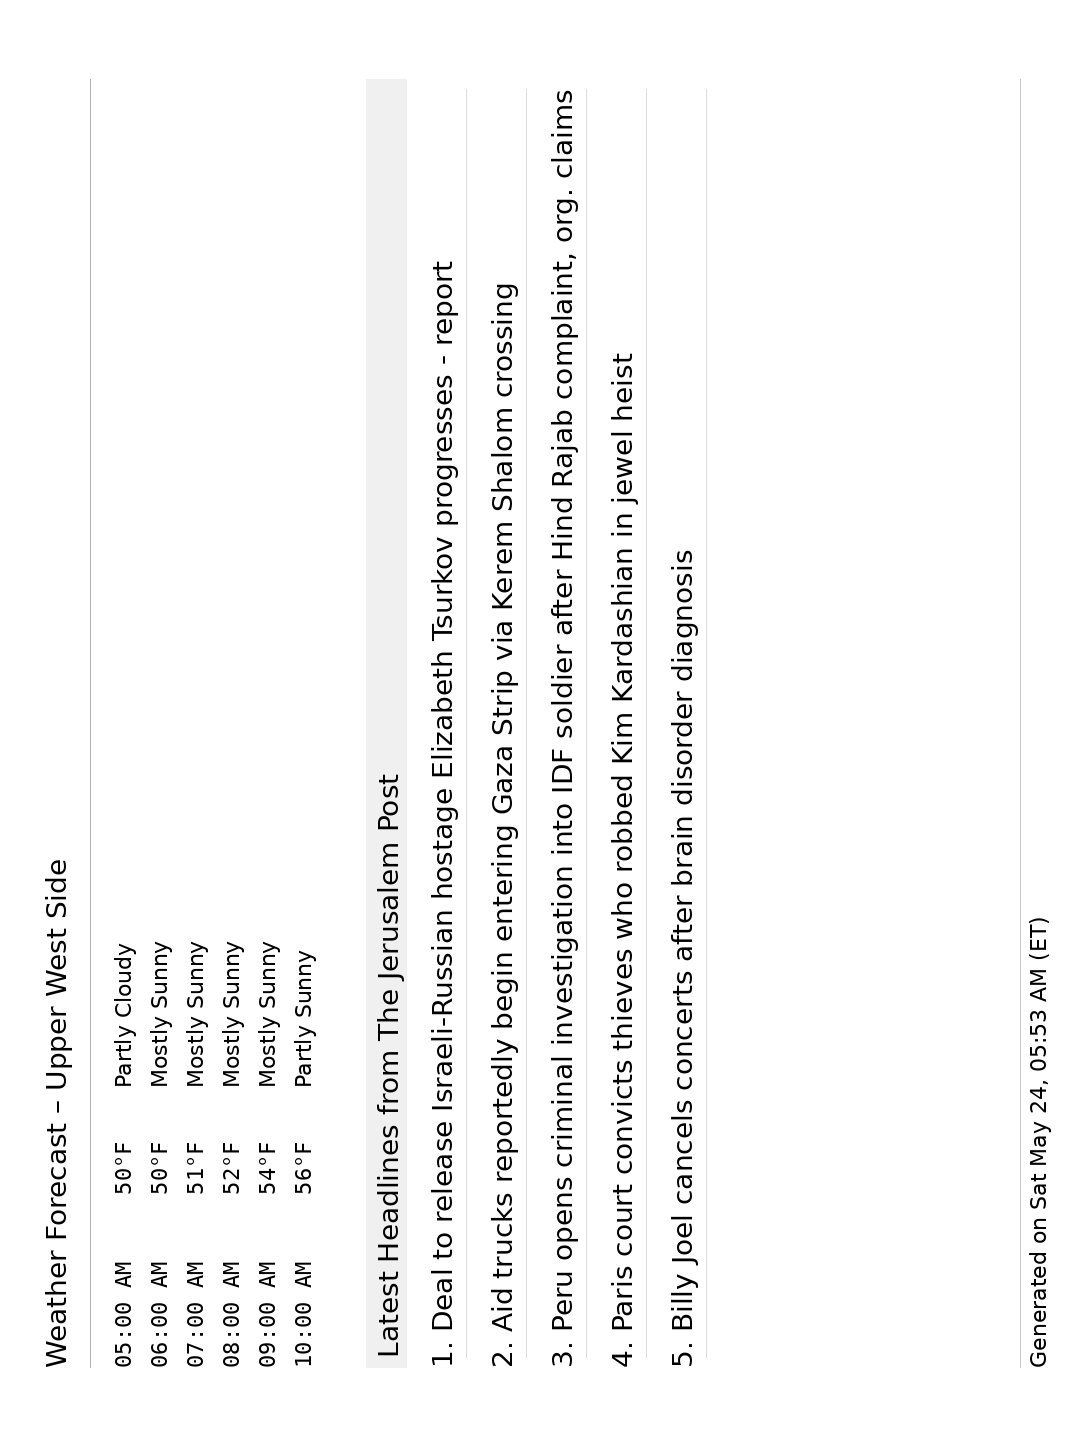 Weather Forecast – Upper West Side
05:00 AM 50°F Partly Cloudy
06:00 AM 50°F Mostly Sunny
07:00 AM 51°F Mostly Sunny
08:00 AM 52°F Mostly Sunny
09:00 AM 54°F Mostly Sunny
10:00 AM 56°F Partly Sunny
Latest Headlines from The Jerusalem Post
1. Deal to release Israeli-Russian hostage Elizabeth Tsurkov progresses - report
2. Aid trucks reportedly begin entering Gaza Strip via Kerem Shalom crossing
3. Peru opens criminal investigation into IDF soldier after Hind Rajab complaint, org. claims
4. Paris court convicts thieves who robbed Kim Kardashian in jewel heist
5. Billy Joel cancels concerts after brain disorder diagnosis
Generated on Sat May 24, 05:53 AM (ET)